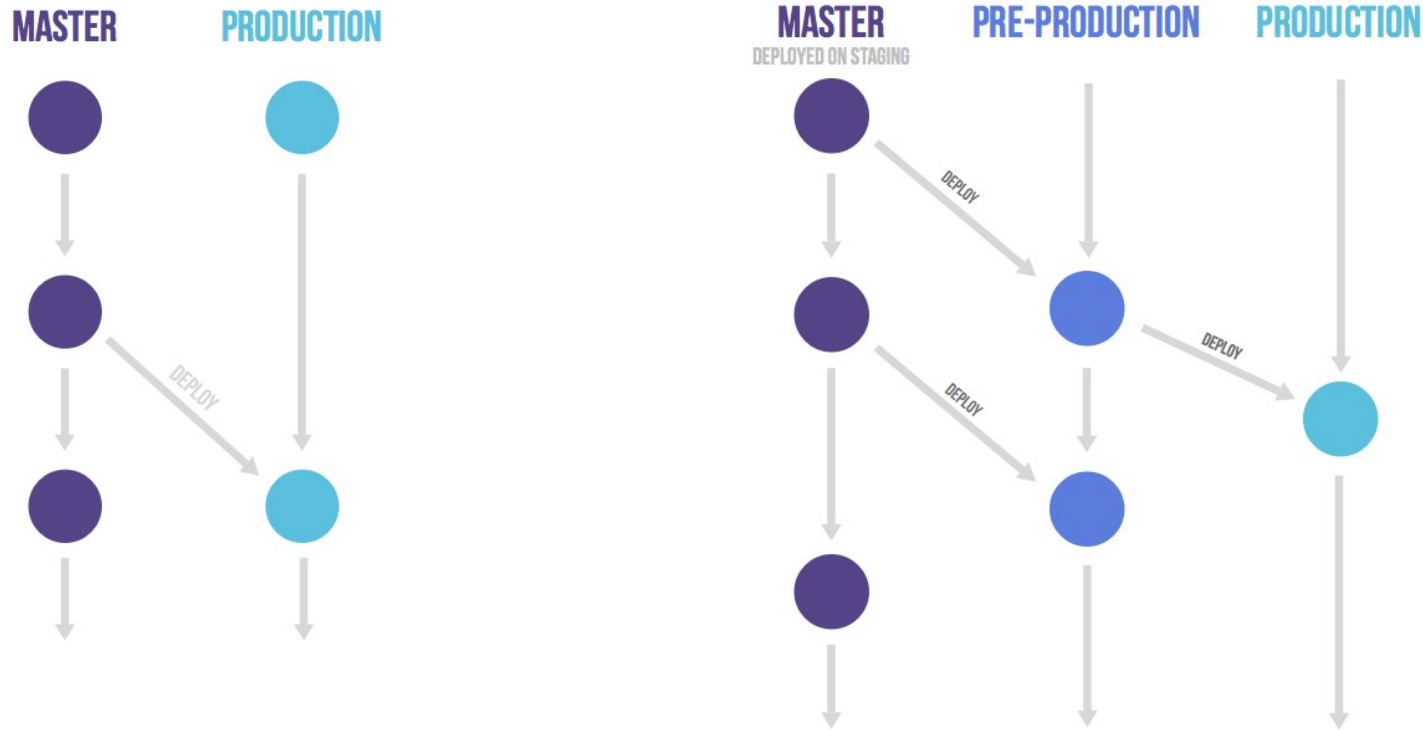 MASTER
PRODUCTION
DEPLOY
MASTER
DEPLOYED ON STAGING
PRE-PRODUCTION
PRODUCTION
DEPLOY
DEPLOY
DEPLOY